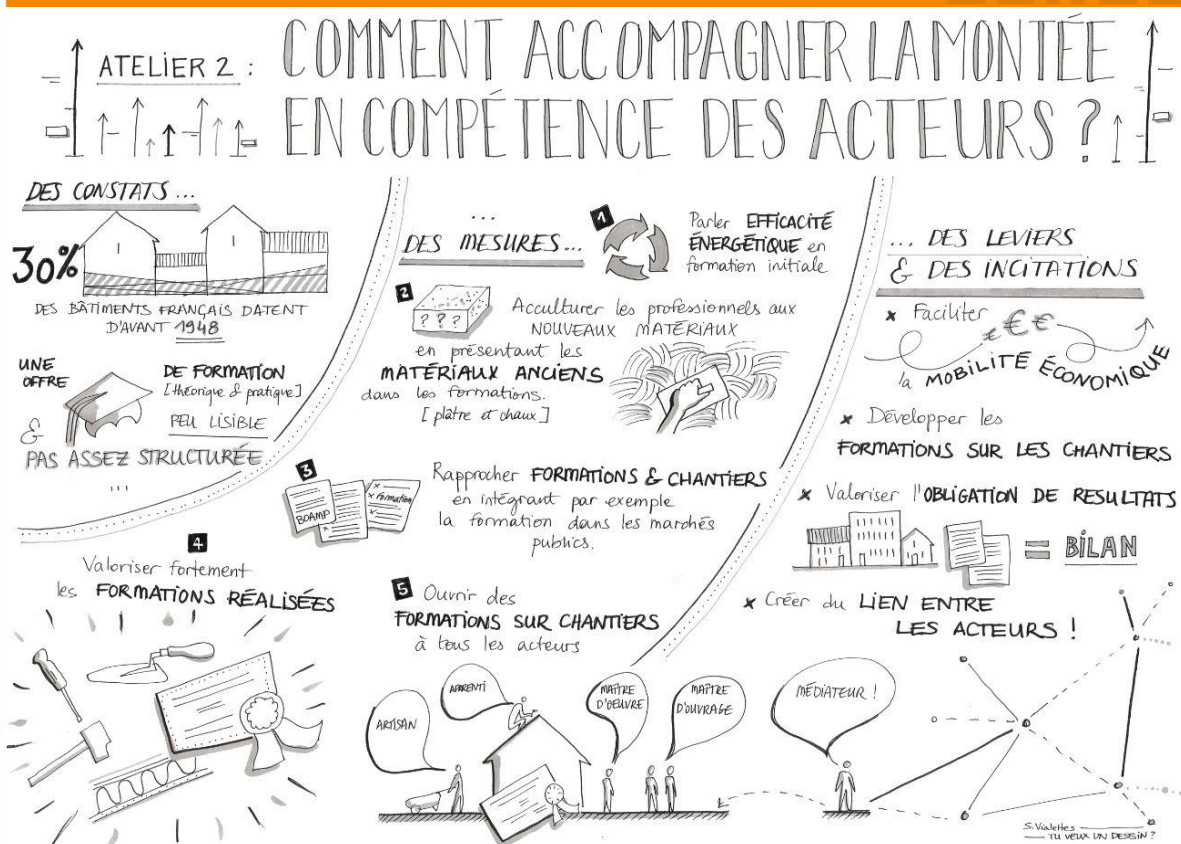 ATELIER 2 :
COMMENT ACCOMPAGNER LA MONTÉE
EN COMPÉTENCE DES ACTEURS ?
DES CONSTATS ...
30%
DES BÂTIMENTS FRANÇAIS DATENT
D'AVANT 1948
UNE
OFFRE
DE FORMATION
[théorique & pratique]
PEU LISIBLE
&
PAS ASSEZ STRUCTURÉE
...
...
DES MESURES...
1
Parler EFFICACITÉ
ÉNERGÉTIQUE en
formation initiale
2
? ? ?
Acculturer les professionnels aux
NOUVEAUX MATÉRIAUX
en présentant les
MATÉRIAUX ANCIENS
dans les formations.
[plâtre et chaux]
3
BOAMP
Formation
Rapprocher FORMATIONS & CHANTIERS
en intégrant par exemple
la formation dans les marchés
publics.
4
Valoriser fortement
les FORMATIONS RÉALISÉES
5 Ouvrir des
FORMATIONS SUR CHANTIERS
à tous les acteurs
ARTISAN
APPRENTI
MAÎTRE
D'OEUVRE
MAÎTRE
D'OUVRAGE
MÉDIATEUR !
... DES LEVIERS
& DES INCITATIONS
x Faciliter
€ € €
la MOBILITÉ ÉCONOMIQUE
x Développer les
FORMATIONS SUR LES CHANTIERS
x Valoriser l'OBLIGATION DE RESULTATS
= BILAN
x Créer du LIEN ENTRE
LES ACTEURS !
S. Vialettes
TU VEUX UN DESSIN ?